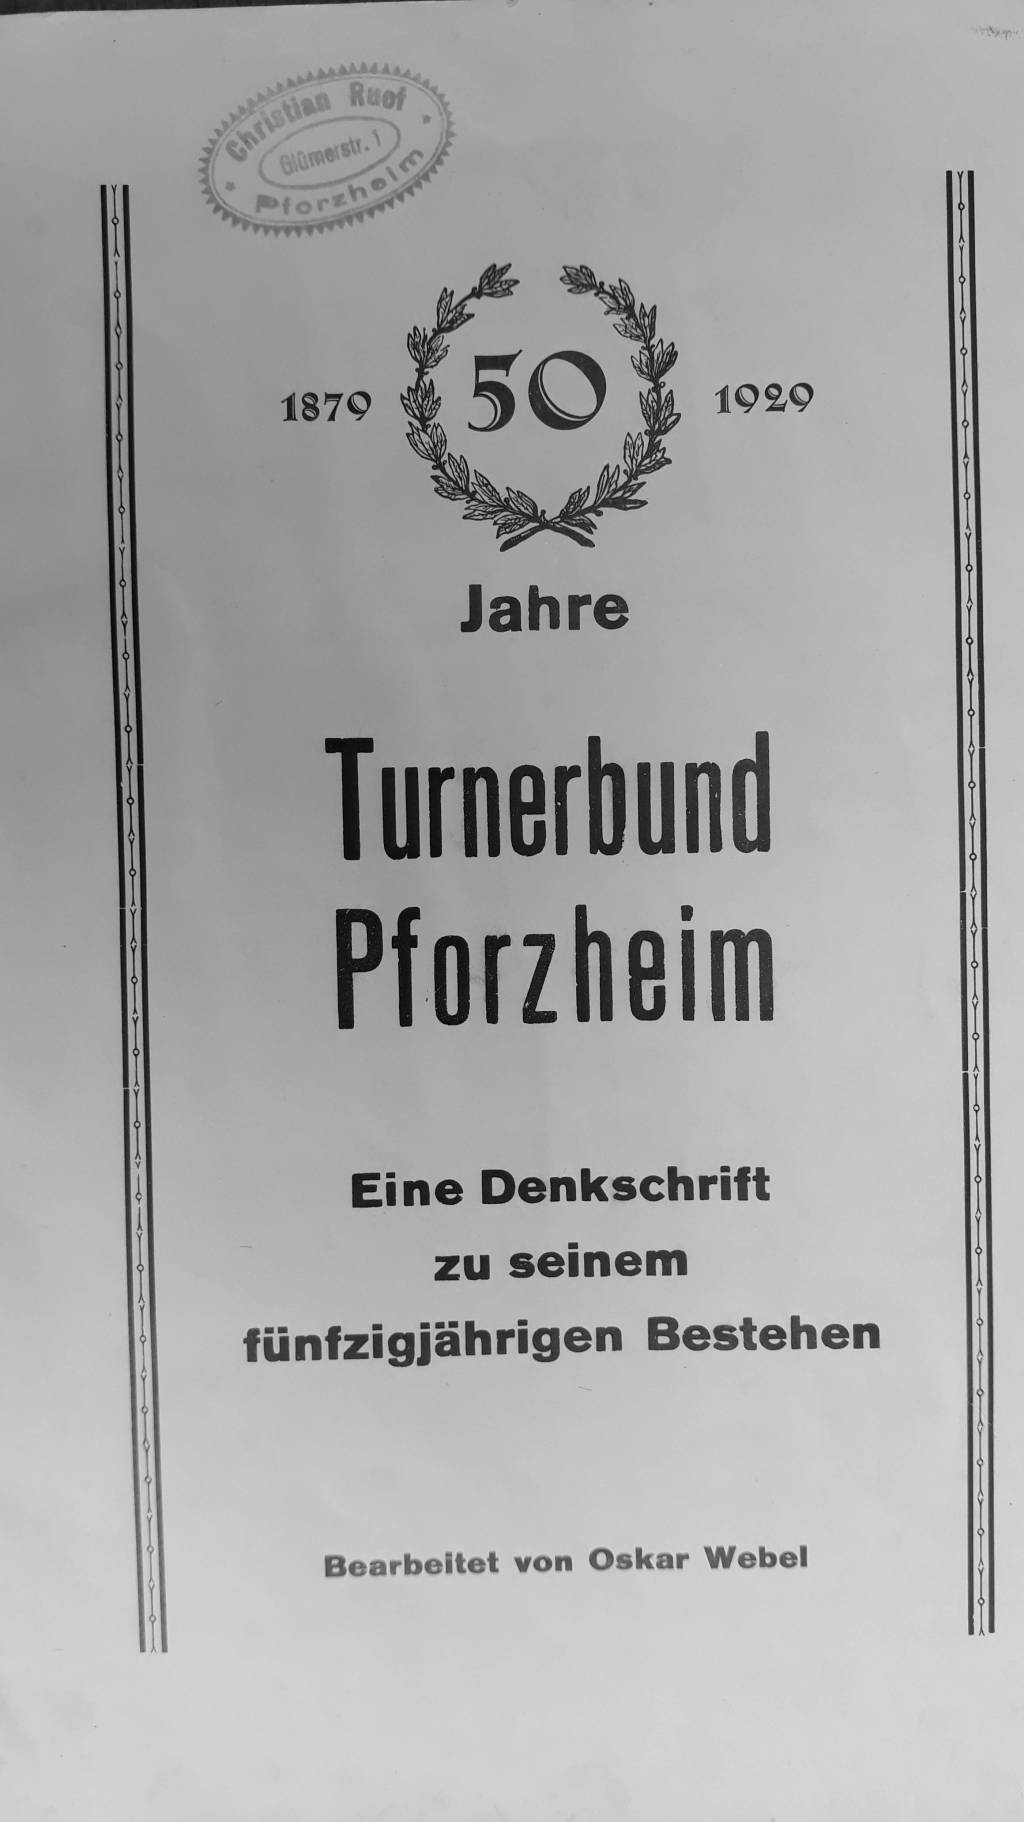 Christian Ruof
Glümerstr. 1
Pforzheim
1879 50 1929
Jahre
Turnerbund
Pforzheim
Eine Denkschrift
zu seinem
fünfzigjährigen Bestehen
Bearbeitet von Oskar Webel